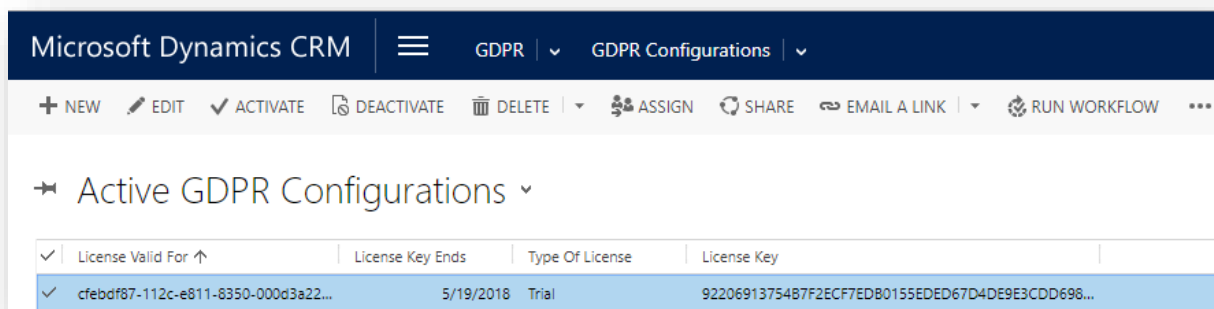 Microsoft Dynamics CRM GDPR GDPR Configurations
NEW EDIT ACTIVATE DEACTIVATE DELETE ASSIGN SHARE EMAIL A LINK RUN WORKFLOW •••
Active GDPR Configurations
License Valid For License Key Ends Type Of License License Key
cfebdf87-112c-e811-8350-000d3a22... 5/19/2018 Trial 92206913754B7F2ECF7EDB0155EDED67D4DE9E3CDD698...